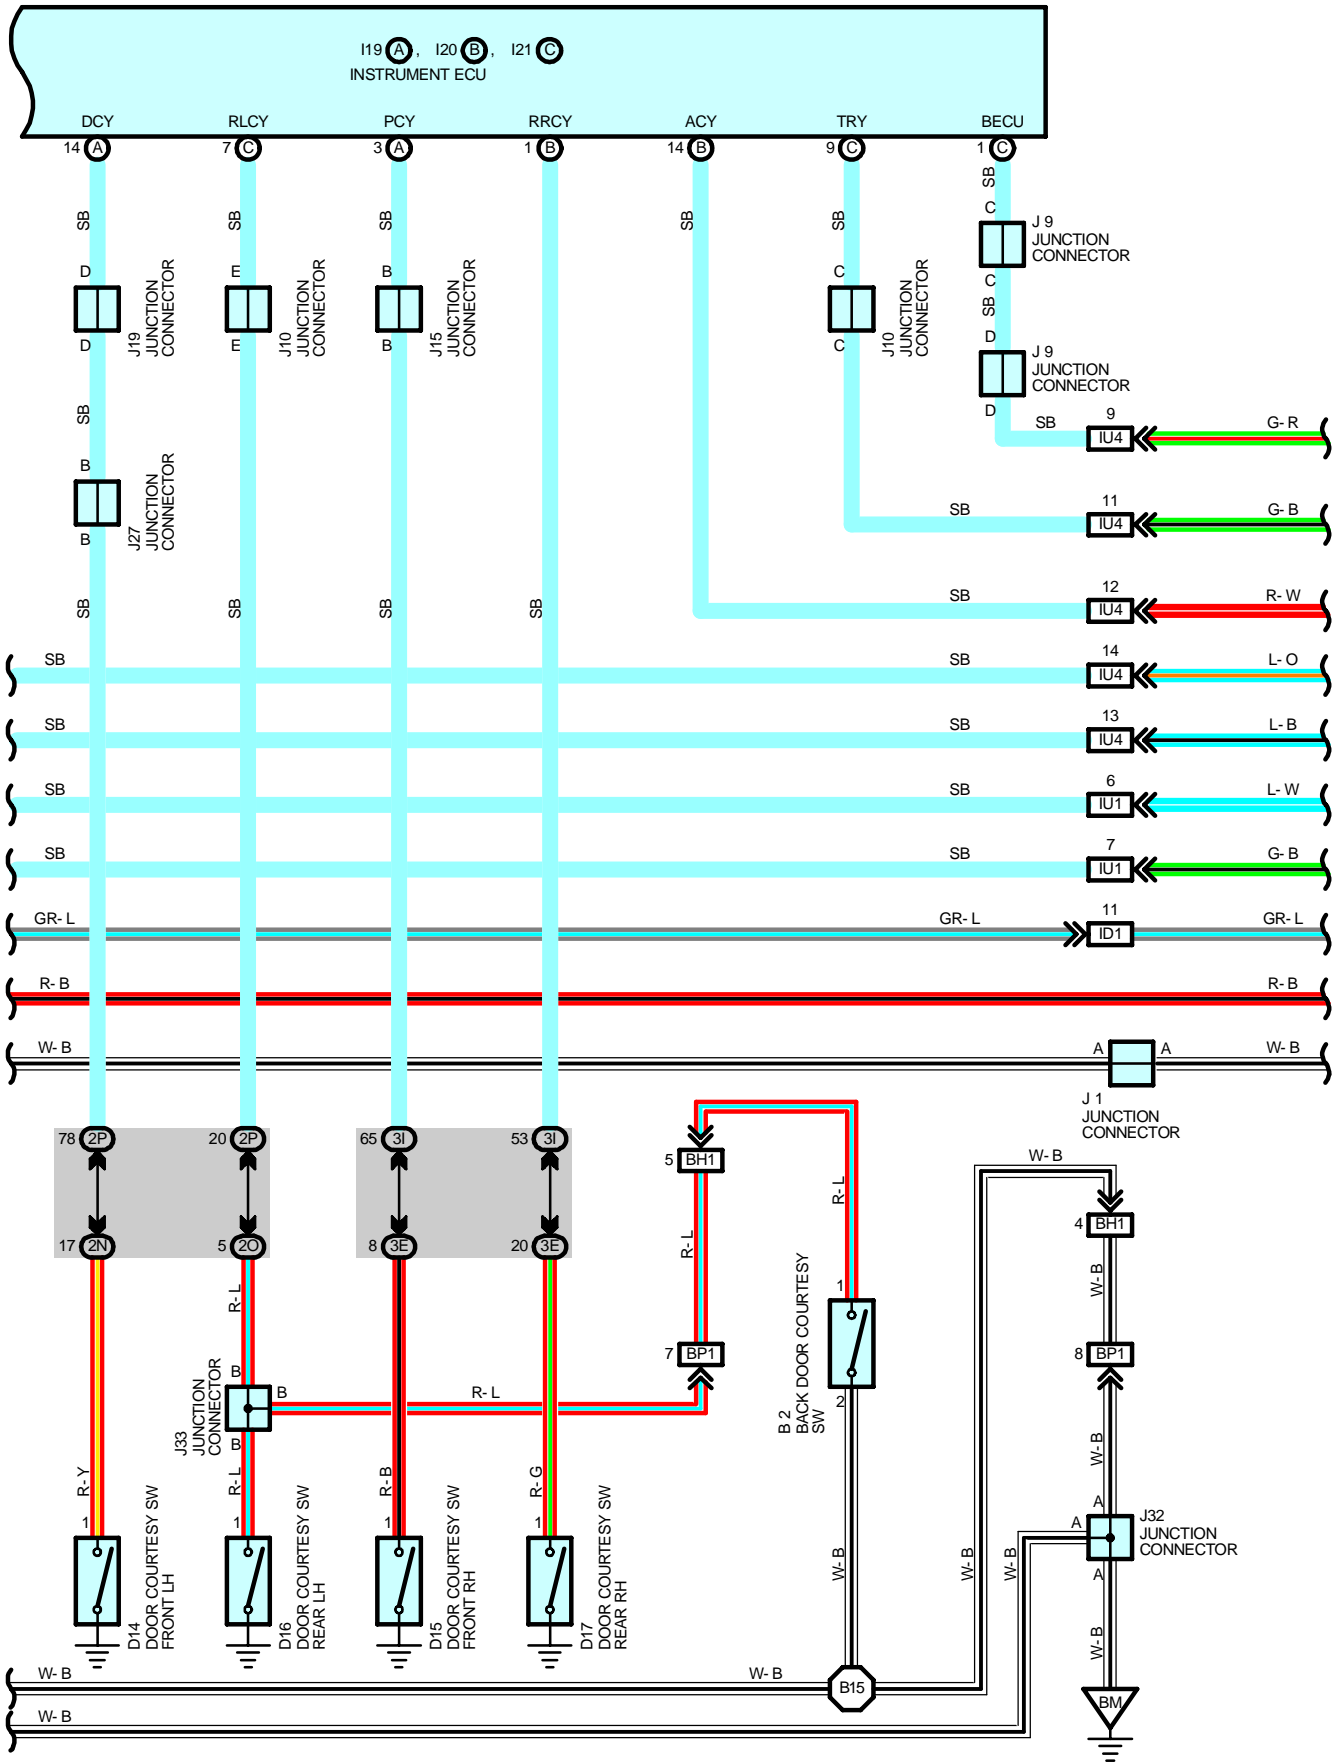 I19 A , I20 B , I21 C
INSTRUMENT ECU
DCY RLCY PCY RRCY ACY TRY BECU
14 A 7 C 3 A 1 B 14 B 9 C 1 C
SB
SB SB SB SB SB
C
J 9
JUNCTION
CONNECTOR
C
D E B C
J19
JUNCTION
CONNECTOR
J10
JUNCTION
CONNECTOR
J15
JUNCTION
CONNECTOR
J10
JUNCTION
CONNECTOR
SB
D E B C
D
J 9
JUNCTION
CONNECTOR
D
SB
SB 9 IU4 G- R
B
J27
JUNCTION
CONNECTOR
B
SB 11 IU4 G- B
SB SB SB SB
SB 12 IU4 R- W
SB SB 14 IU4 L- O
SB SB 13 IU4 L- B
SB SB 6 IU1 L- W
SB SB 7 IU1 G- B
GR- L GR- L 11 ID1 GR- L
R- B R- B
W- B A A W- B
J 1
JUNCTION
CONNECTOR
78 2P 20 2P 65 3I 53 3I
5 BH1
R- L
W- B
4 BH1
17 2N 5 2O 8 3E 20 3E
R- L
R- L
W- B
1
7 BP1
8 BP1
B 2
BACK DOOR COURTESY
SW
2
B
B
R- L
J33
JUNCTION
CONNECTOR
B
R- Y R- L R- B R- G
W- B
1 1 1 1
D14
DOOR COURTESY SW
FRONT LH
D16
DOOR COURTESY SW
REAR LH
D15
DOOR COURTESY SW
FRONT RH
D17
DOOR COURTESY SW
REAR RH
W- B
W- B
W- B
A
A
J32
JUNCTION
CONNECTOR
A
W- B
W- B W- B B15
BM
W- B